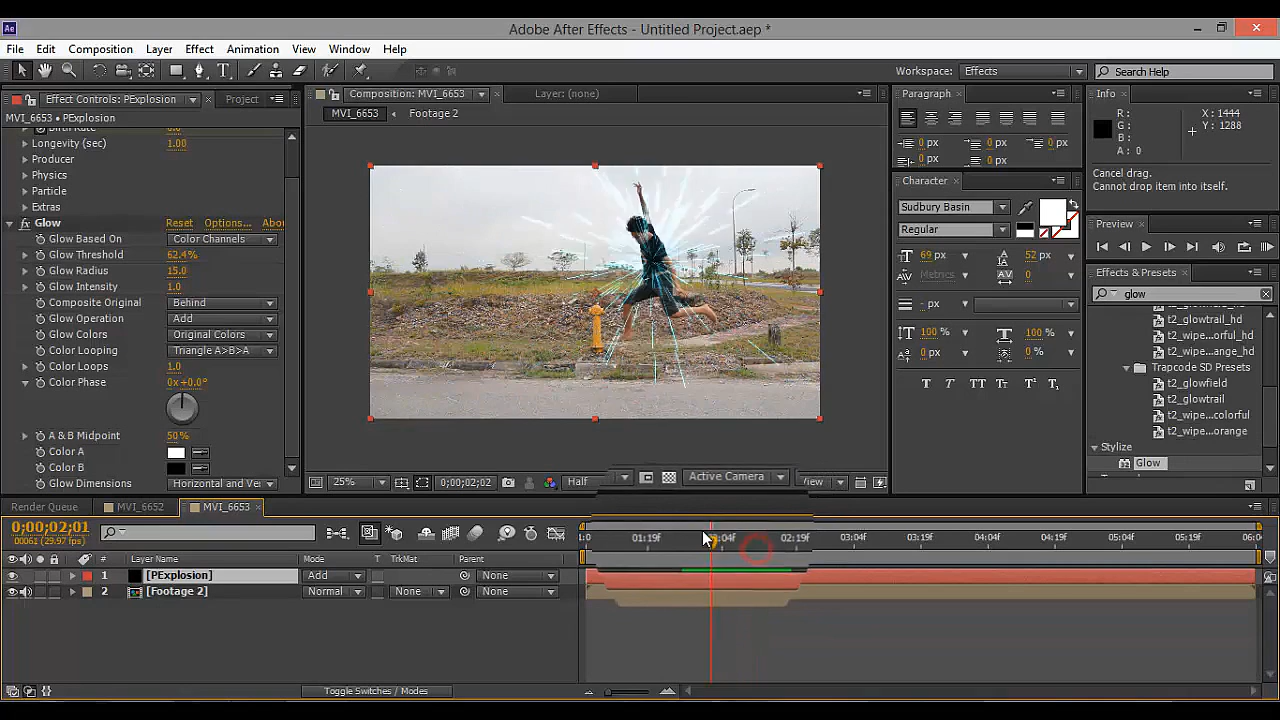 Ae
Adobe After Effects - Untitled Project.aep *
File Edit Composition Layer Effect Animation View Window Help
Workspace: Effects
Search Help
Effect Controls: PExplosion Project
MVI_6653 • PExplosion
Birth Rate
Longevity (sec) 1.00
Producer
Physics
Particle
Extras
fx Glow Reset Options... Abo
Glow Based On Color Channels
Glow Threshold 62.4%
Glow Radius 15.0
Glow Intensity 1.0
Composite Original Behind
Glow Operation Add
Glow Colors Original Colors
Color Looping Triangle A>B>A
Color Loops 1.0
Color Phase 0x+0.0°
A & B Midpoint 50%
Color A
Color B
Glow Dimensions Horizontal and Ve
Composition: MVI_6653 Layer: (none)
MVI_6653 Footage 2
25% 0;00;02;02 Half Active Camera View
Paragraph
0 px 0 px 0 px
0 px 0 px
Character
Sudbury Basin
Regular
69 px 52 px
Metrics 0
- px
100% 100%
0 px 0 %
T T TT Tt T¹ T₁
Info
R: X: 1444
G: Y: 1288
B:
A: 0
Cancel drag.
Cannot drop item into itself.
Preview
Effects & Presets
glow
t2_glowtrail_hd
t2_wipe...orful_hd
t2_wipe...ange_hd
Trapcode SD Presets
t2_glowfield
t2_glowtrail
t2_wipe...colorful
t2_wipe...orange
Stylize
Glow
Render Queue MVI_6652 MVI_6653
0;00;02;01
00061 (29.97 fps)
01:19f 02:19f 03:04f 03:19f 04:04f 04:19f 05:04f 05:19f 06:0
# Layer Name Mode T TrkMat Parent
1 [PExplosion] Add None
2 [Footage 2] Normal None None
Toggle Switches / Modes